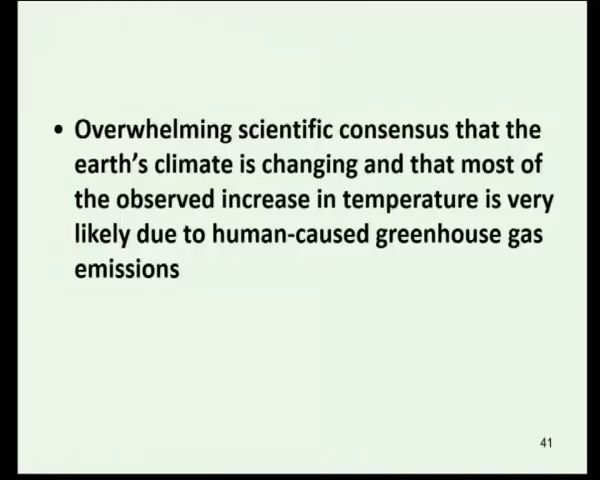 • Overwhelming scientific consensus that the
earth's climate is changing and that most of
the observed increase in temperature is very
likely due to human-caused greenhouse gas
emissions
41